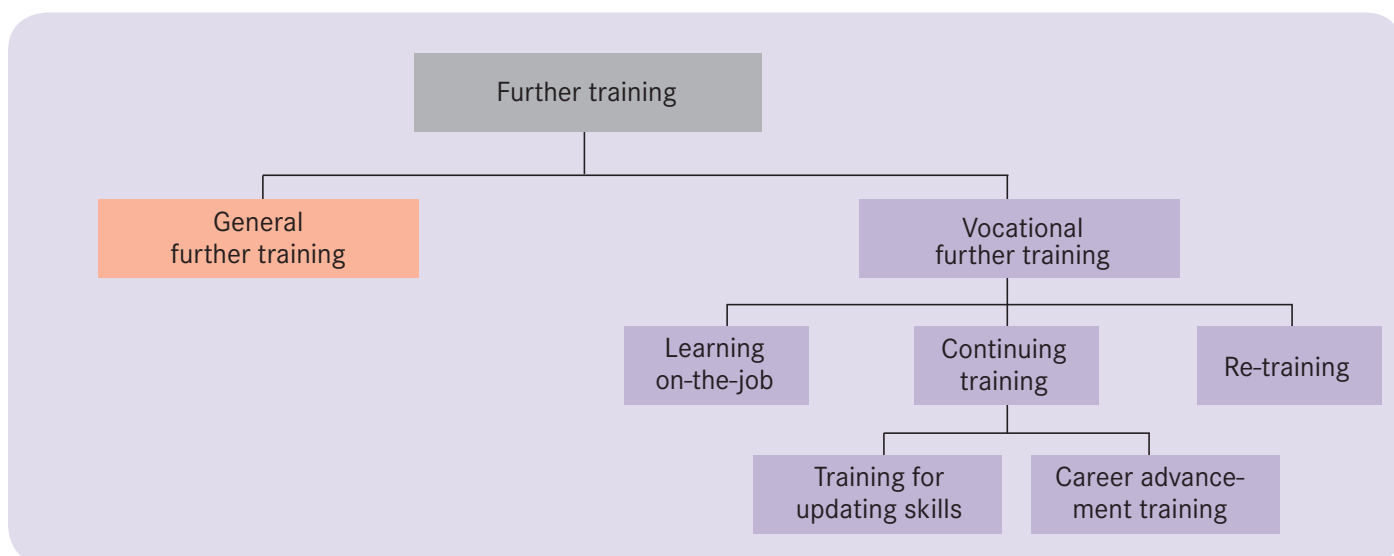 Further training
General
further training
Vocational
further training
Learning
on-the-job
Continuing
training
Re-training
Training for
updating skills
Career advance-
ment training